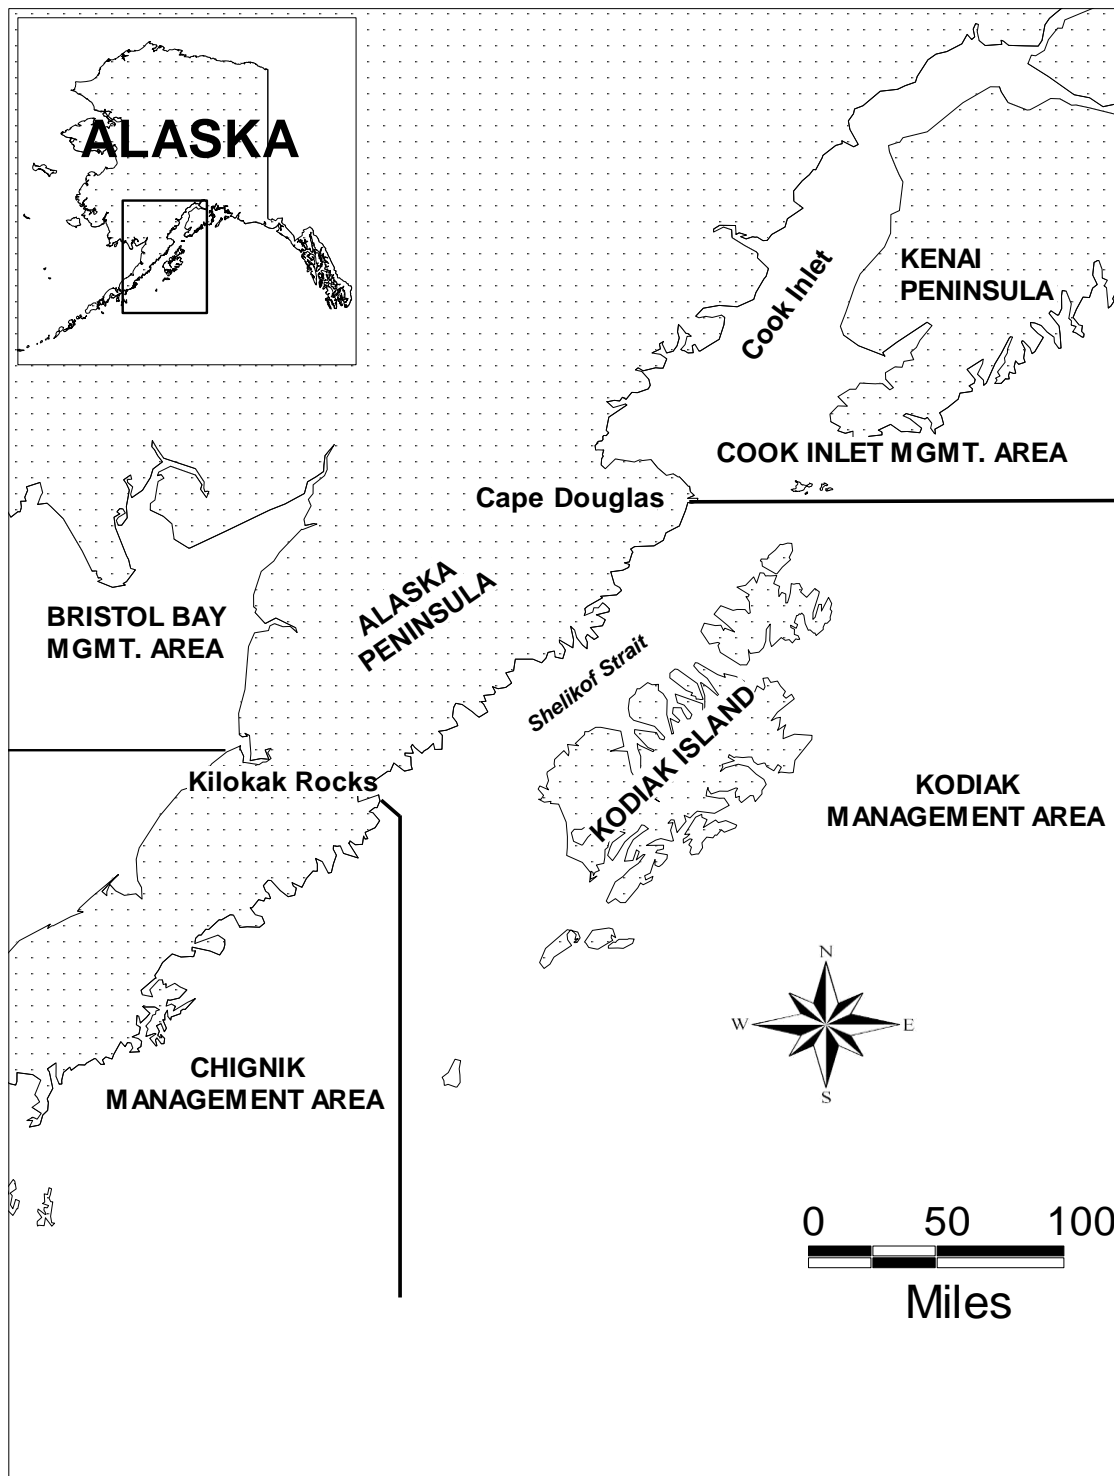 ALASKA
Cook Inlet
KENAI
PENINSULA
COOK INLET MGMT. AREA
Cape Douglas
ALASKA
PENINSULA
BRISTOL BAY
MGMT. AREA
Shelikof Strait
KODIAK ISLAND
Kilokak Rocks
KODIAK
MANAGEMENT AREA
N
W
E
S
CHIGNIK
MANAGEMENT AREA
0 50 100
Miles